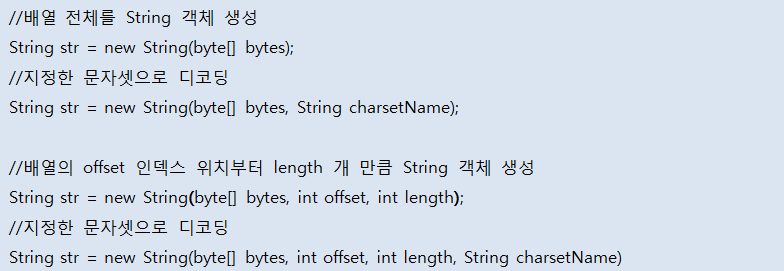 //배열 전체를 String 객체 생성
String str = new String(byte[] bytes);
//지정한 문자셋으로 디코딩
String str = new String(byte[] bytes, String charsetName);
//배열의 offset 인덱스 위치부터 length 개 만큼 String 객체 생성
String str = new String(byte[] bytes, int offset, int length);
//지정한 문자셋으로 디코딩
String str = new String(byte[] bytes, int offset, int length, String charsetName)